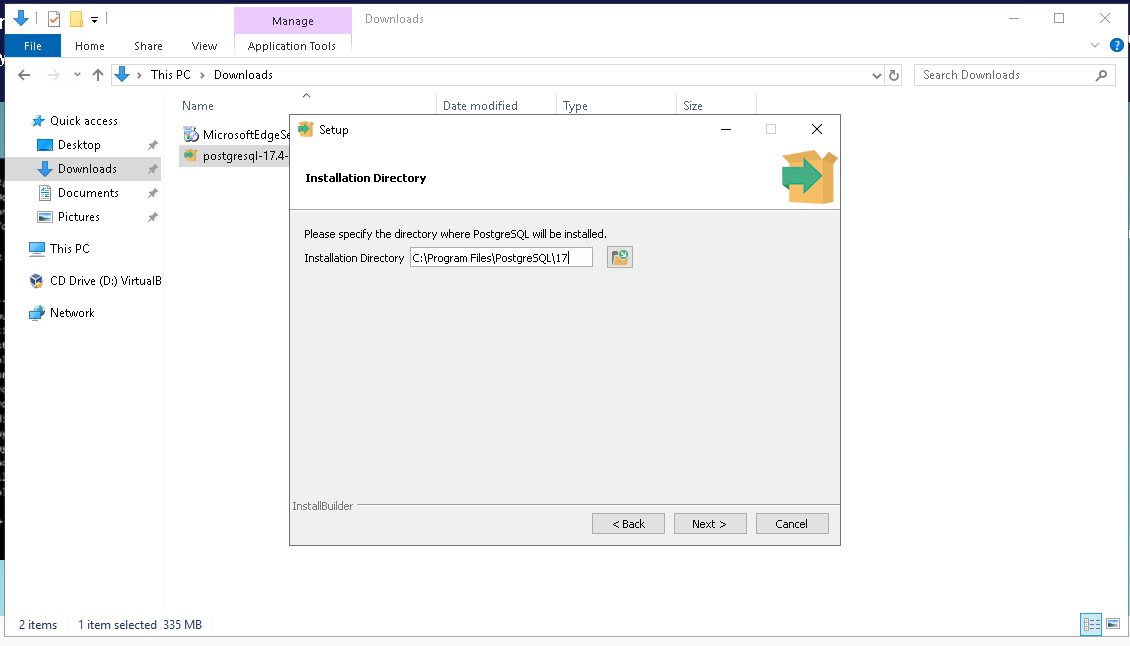 Manage
Downloads
File
Home
Share
View
Application Tools
This PC
Downloads
Search Downloads
Name
Date modified
Type
Size
Quick access
Desktop
Downloads
Documents
Pictures
This PC
CD Drive (D:) VirtualB
Network
MicrosoftEdgeSe
postgresql-17.4-
Setup
Installation Directory
Please specify the directory where PostgreSQL will be installed.
Installation Directory C:\Program Files\PostgreSQL\17
InstallBuilder
< Back
Next >
Cancel
2 items
1 item selected 335 MB